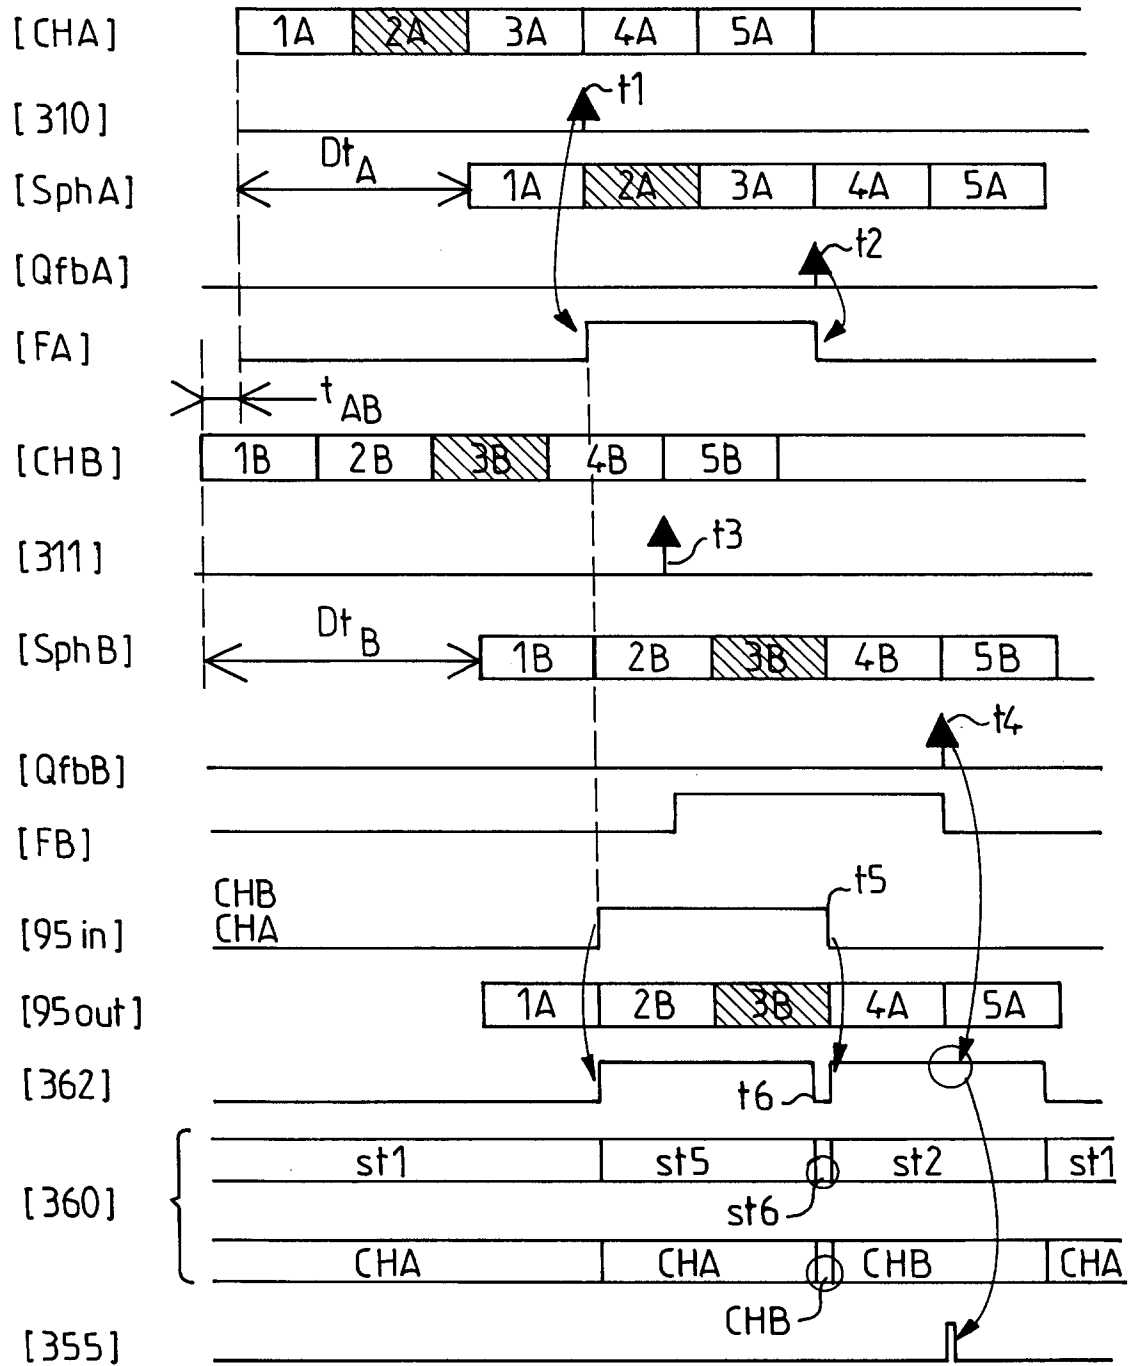 [CHA] 1A 2A 3A 4A 5A
t1
[310]
DtA
[SphA] 1A 2A 3A 4A 5A
t2
[QfbA]
[FA]
tAB
[CHB] 1B 2B 3B 4B 5B
t3
[311]
DtB
[SphB] 1B 2B 3B 4B 5B
t4
[QfbB]
[FB]
t5
CHB
[95in] CHA
[95out] 1A 2B 3B 4A 5A
[362] t6
st1 st5 st2 st1
[360] st6
CHA CHA CHB CHA
CHB
[355]